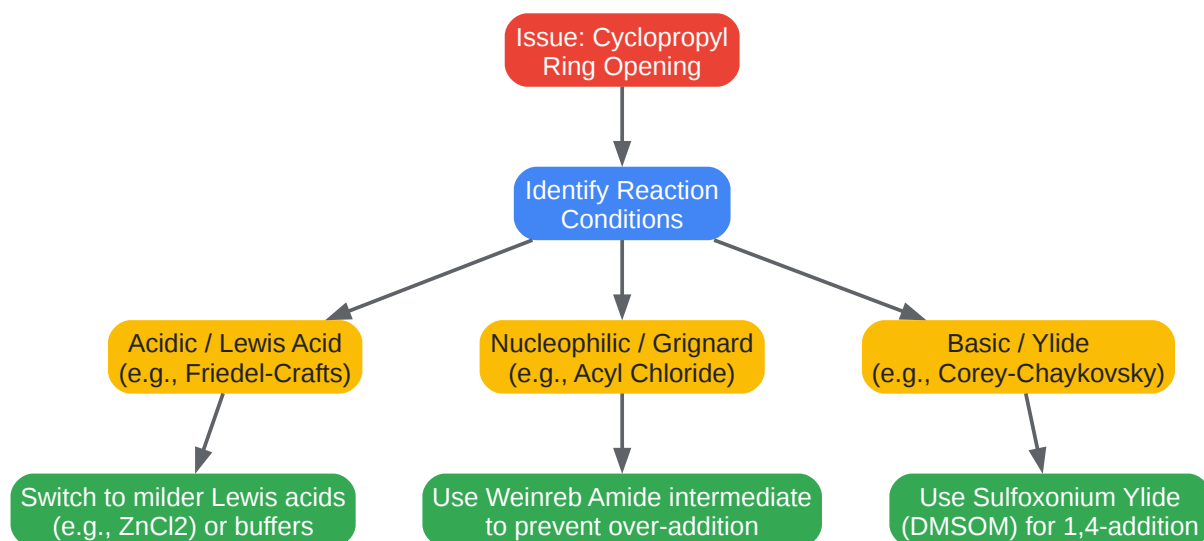 Issue: Cyclopropyl
Ring Opening
Identify Reaction
Conditions
Acidic / Lewis Acid
(e.g., Friedel-Crafts)
Nucleophilic / Grignard
(e.g., Acyl Chloride)
Basic / Ylide
(e.g., Corey-Chaykovsky)
Switch to milder Lewis acids
(e.g., ZnCl2) or buffers
Use Weinreb Amide intermediate
to prevent over-addition
Use Sulfoxonium Ylide
(DMSOM) for 1,4-addition